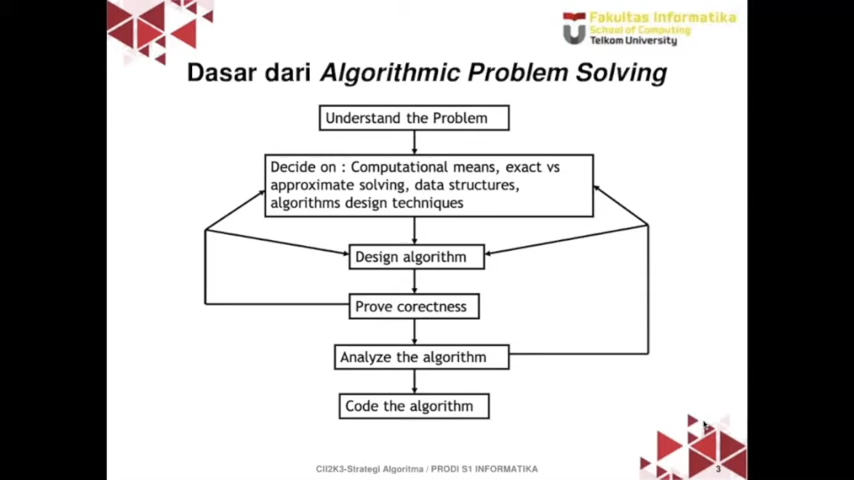 Fakultas Informatika
School of Computing
Telkom University
Dasar dari Algorithmic Problem Solving
Understand the Problem
Decide on : Computational means, exact vs
approximate solving, data structures,
algorithms design techniques
Design algorithm
Prove corectness
Analyze the algorithm
Code the algorithm
CII2K3-Strategi Algoritma / PRODI S1 INFORMATIKA
3